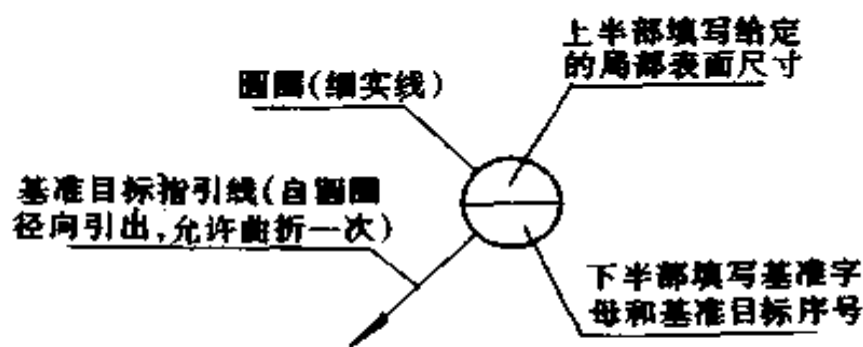 上半部填写给定
的局部表面尺寸
圆圈(细实线)
基准目标指引线(自圆圈
径向引出,允许曲折一次)
下半部填写基准字
母和基准目标序号